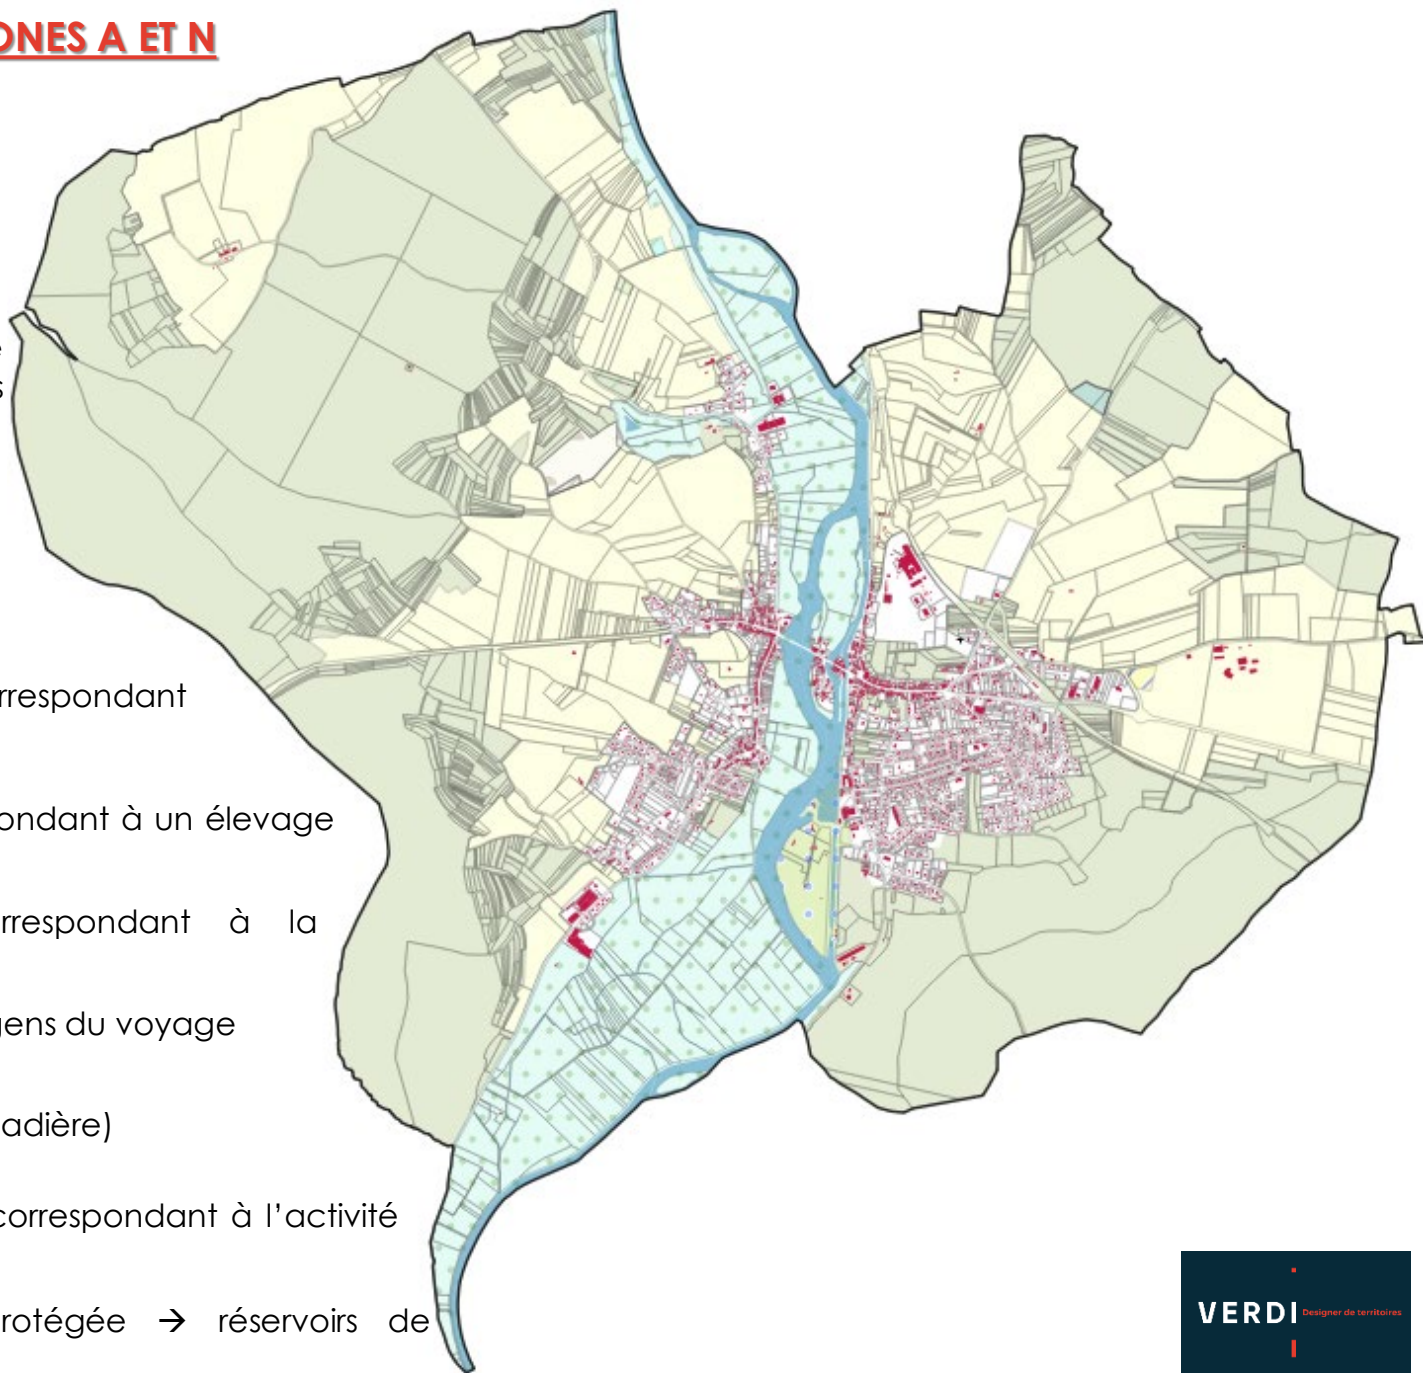 ONES A ET N
rrespondant
ondant à un élevage
rrespondant à la
gens du voyage
adière)
correspondant à l'activité
rotégée → réservoirs de
VERDI Designer de territoires